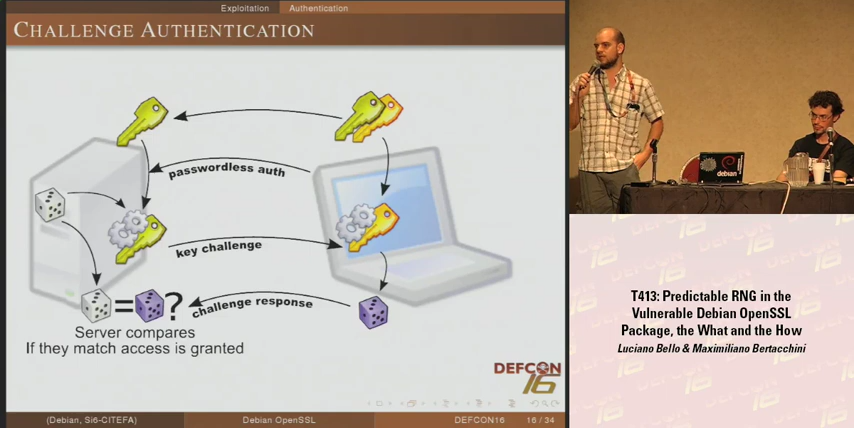 Exploitation Authentication
CHALLENGE AUTHENTICATION
passwordless auth
key challenge
challenge response
=
?
Server compares
If they match access is granted
DEFCON
16
(Debian, Si6-CITEFA) Debian OpenSSL DEFCON16 16 / 34
debian
T413: Predictable RNG in the
Vulnerable Debian OpenSSL
Package, the What and the How
Luciano Bello & Maximiliano Bertacchini